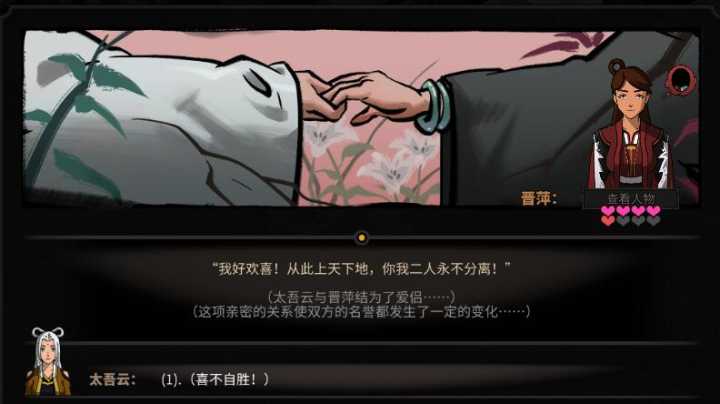 晋萍：
查看人物
“我好欢喜！从此上天下地，你我二人永不分离！”
（太吾云与晋萍结为了爱侣……）
（这项亲密的关系使双方的名誉都发生了一定的变化……）
太吾云： (1).（喜不自胜！）